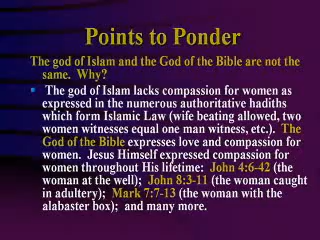 Points to Ponder
The god of Islam and the God of the Bible are not the
same. Why?
The god of Islam lacks compassion for women as
expressed in the numerous authoritative hadiths
which form Islamic Law (wife beating allowed, two
women witnesses equal one man witness, etc.). The
God of the Bible expresses love and compassion for
women. Jesus Himself expressed compassion for
women throughout His lifetime: John 4:6-42 (the
woman at the well); John 8:3-11 (the woman caught
in adultery); Mark 7:7-13 (the woman with the
alabaster box); and many more.